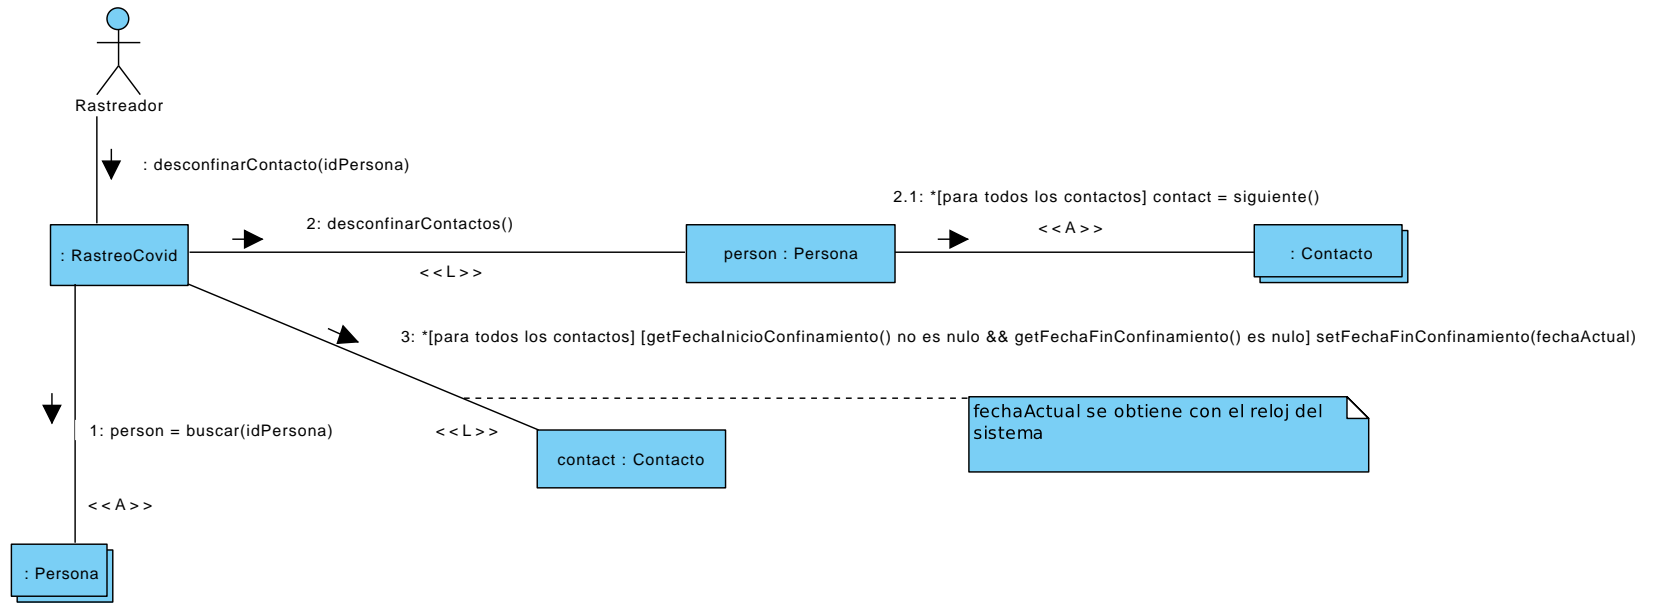 Rastreador
: desconfinarContacto(idPersona)
2.1: *[para todos los contactos] contact = siguiente()
2: desconfinarContactos()
<<A>>
: RastreoCovid
person : Persona
: Contacto
<<L>>
3: *[para todos los contactos] [getFechaInicioConfinamiento() no es nulo && getFechaFinConfinamiento() es nulo] setFechaFinConfinamiento(fechaActual)
fechaActual se obtiene con el reloj del
sistema
1: person = buscar(idPersona)
<<L>>
contact : Contacto
<<A>>
: Persona